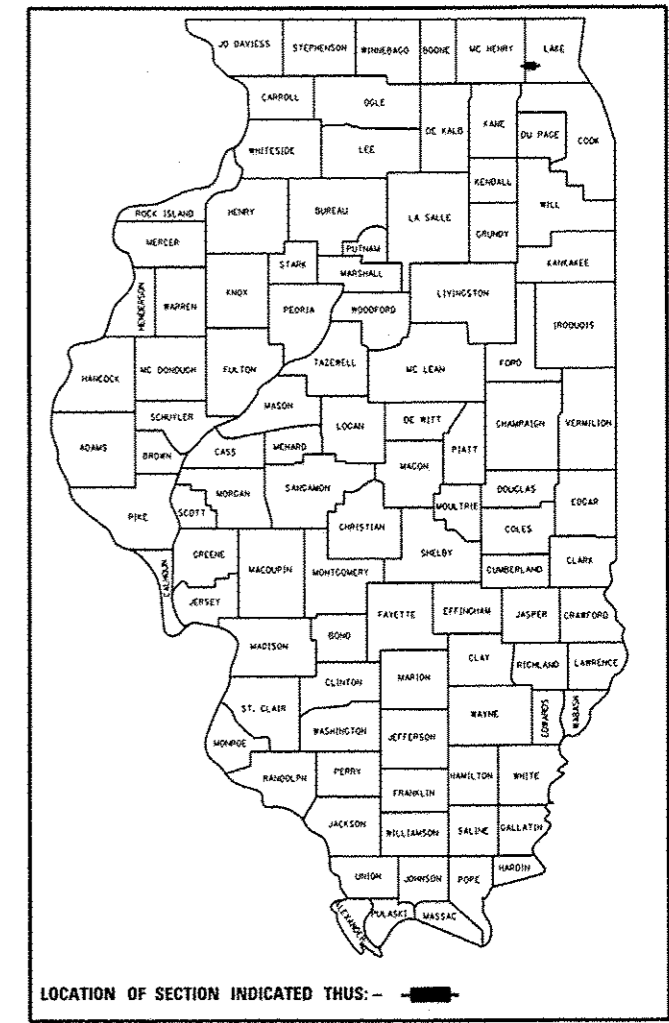 JO DAVIESS STEPHENSON WINNEBAGO BOONE MC HENRY LAKE
CARROLL OGLE
DE KALB KANE DU PAGE COOK
WHITESIDE LEE
KENDALL
ROCK ISLAND HENRY BUREAU LA SALLE GRUNDY WILL
MERCER PUTNAM
STARK MARSHALL KANKAKEE
HENDERSON WARREN KNOX PEORIA WOODFORD LIVINGSTON IROQUOIS
HANCOCK MC DONOUGH FULTON TAZEWELL MC LEAN FORD
SCHUYLER MASON
LOGAN DE WITT CHAMPAIGN VERMILION
ADAMS BROWN CASS MENARD MACON PIATT
MORGAN SANGAMON DOUGLAS EDGAR
PIKE SCOTT CHRISTIAN MOULTRIE COLES
GREENE MACOUPIN MONTGOMERY SHELBY CUMBERLAND CLARK
CALHOUN JERSEY
FAYETTE EFFINGHAM JASPER CRAWFORD
MADISON BOND
CLAY RICHLAND LAWRENCE
CLINTON MARION
ST. CLAIR WAYNE EDWARDS WABASH
WASHINGTON JEFFERSON
MONROE
RANDOLPH PERRY HAMILTON WHITE
FRANKLIN
JACKSON WILLIAMSON SALINE GALLATIN
UNION JOHNSON POPE HARDIN
ALEXANDER PULASKI MASSAC
LOCATION OF SECTION INDICATED THUS: -